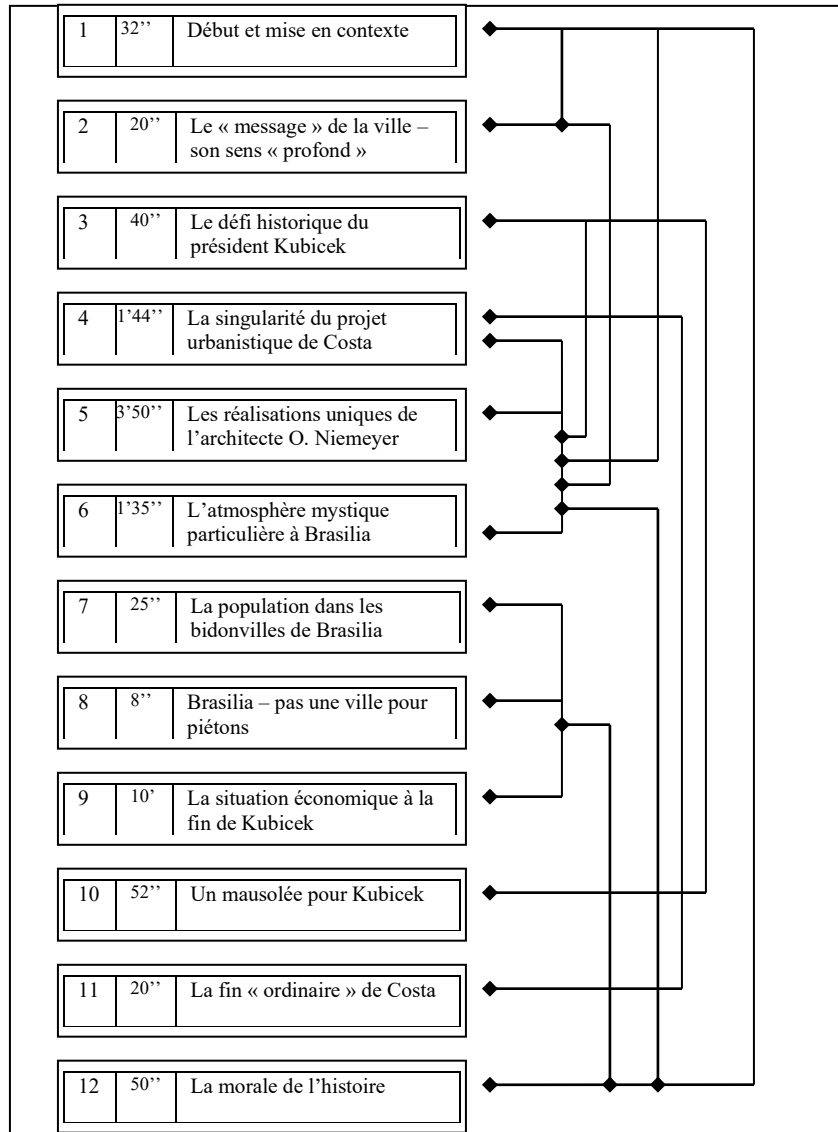 1 32’’ Début et mise en contexte
2 20’’ Le « message » de la ville –
son sens « profond »
3 40’’ Le défi historique du
président Kubicek
4 1’44’’ La singularité du projet
urbanistique de Costa
5 3’50’’ Les réalisations uniques de
l’architecte O. Niemeyer
6 1’35’’ L’atmosphère mystique
particulière à Brasilia
7 25’’ La population dans les
bidonvilles de Brasilia
8 8’’ Brasilia – pas une ville pour
piétons
9 10’ La situation économique à la
fin de Kubicek
10 52’’ Un mausolée pour Kubicek
11 20’’ La fin « ordinaire » de Costa
12 50’’ La morale de l’histoire